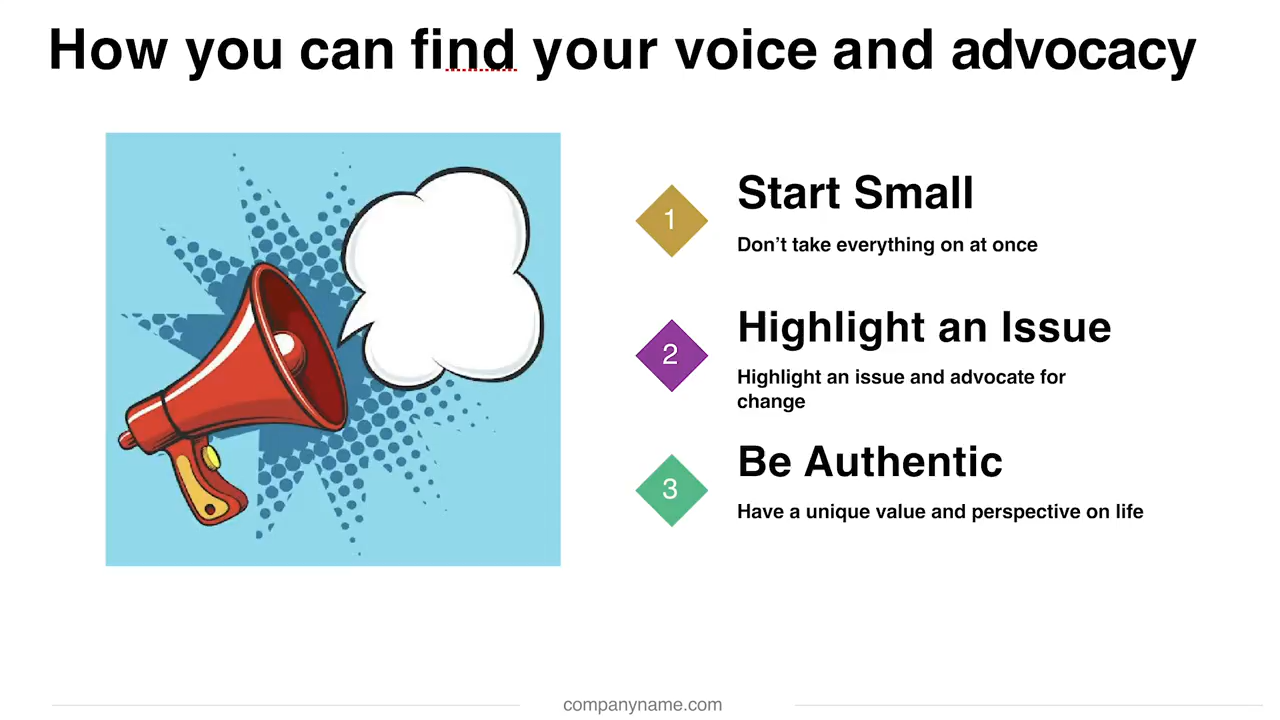 How you can find your voice and advocacy
1
Start Small
Don’t take everything on at once
2
Highlight an Issue
Highlight an issue and advocate for
change
3
Be Authentic
Have a unique value and perspective on life
companyname.com